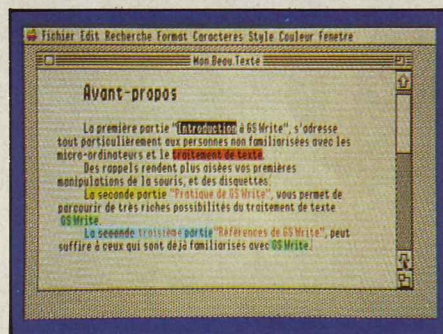 Fichier Edit Recherche Format Caracteres Style Couleur Fenetre
Mon.Beau.Texte
Avant-propos
La première partie "Introduction à GS Write", s'adresse
tout particulièrement aux personnes non familiarisées avec les
micro-ordinateurs et le traitement de texte.
Des rappels rendent plus aisées vos premières
manipulations de la souris, et des disquettes.
La seconde partie "Pratique de GS Write", vous permet de
parcourir de très riches possibilités du traitement de texte
GS Write.
La seconde troisième partie "Références de GS Write", peut
suffire à ceux qui sont déjà familiarisés avec GS Write.